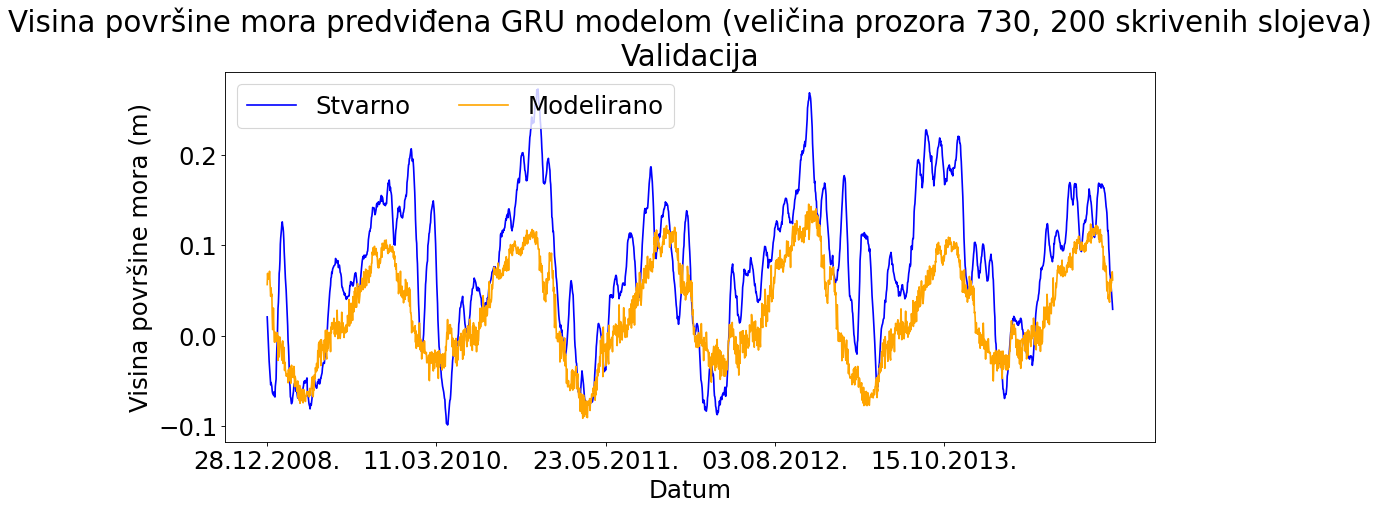 Visina površine mora predviđena GRU modelom (veličina prozora 730, 200 skrivenih slojeva)
Validacija
Stvarno
Modelirano
Visina površine mora (m)
0.2
0.1
0.0
−0.1
28.12.2008.
11.03.2010.
23.05.2011.
03.08.2012.
15.10.2013.
Datum